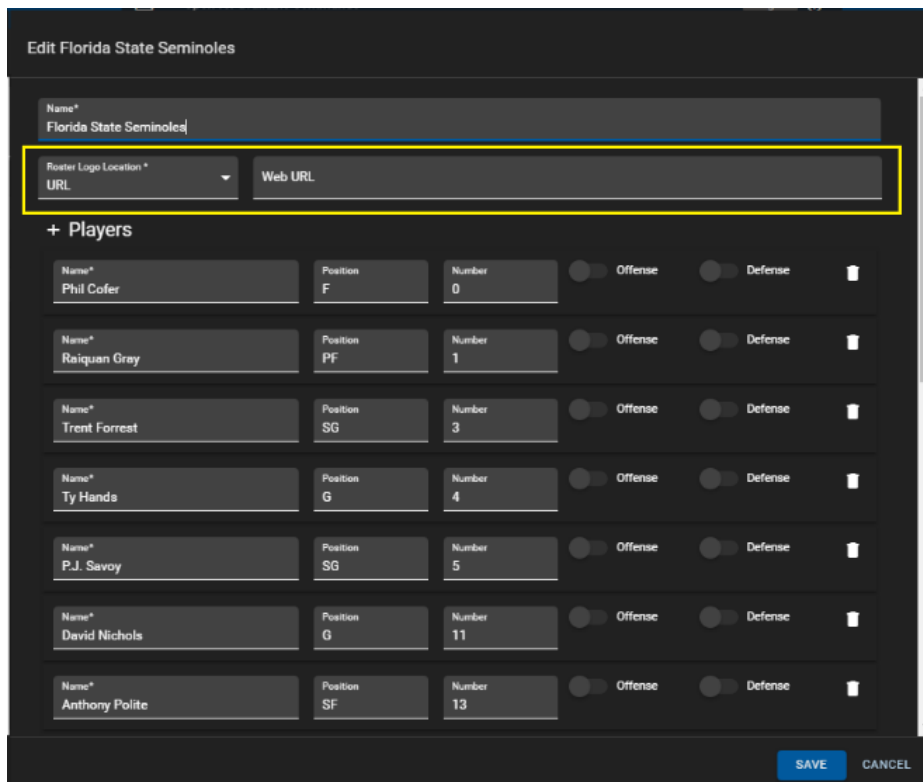 Edit Florida State Seminoles
Name*
Florida State Seminoles
Roster Logo Location *
URL
Web URL
+ Players
Name* Position Number Offense Defense
Phil Cofer F 0
Name* Position Number Offense Defense
Raiquan Gray PF 1
Name* Position Number Offense Defense
Trent Forrest SG 3
Name* Position Number Offense Defense
Ty Hands G 4
Name* Position Number Offense Defense
P.J. Savoy SG 5
Name* Position Number Offense Defense
David Nichols G 11
Name* Position Number Offense Defense
Anthony Polite SF 13
SAVE CANCEL